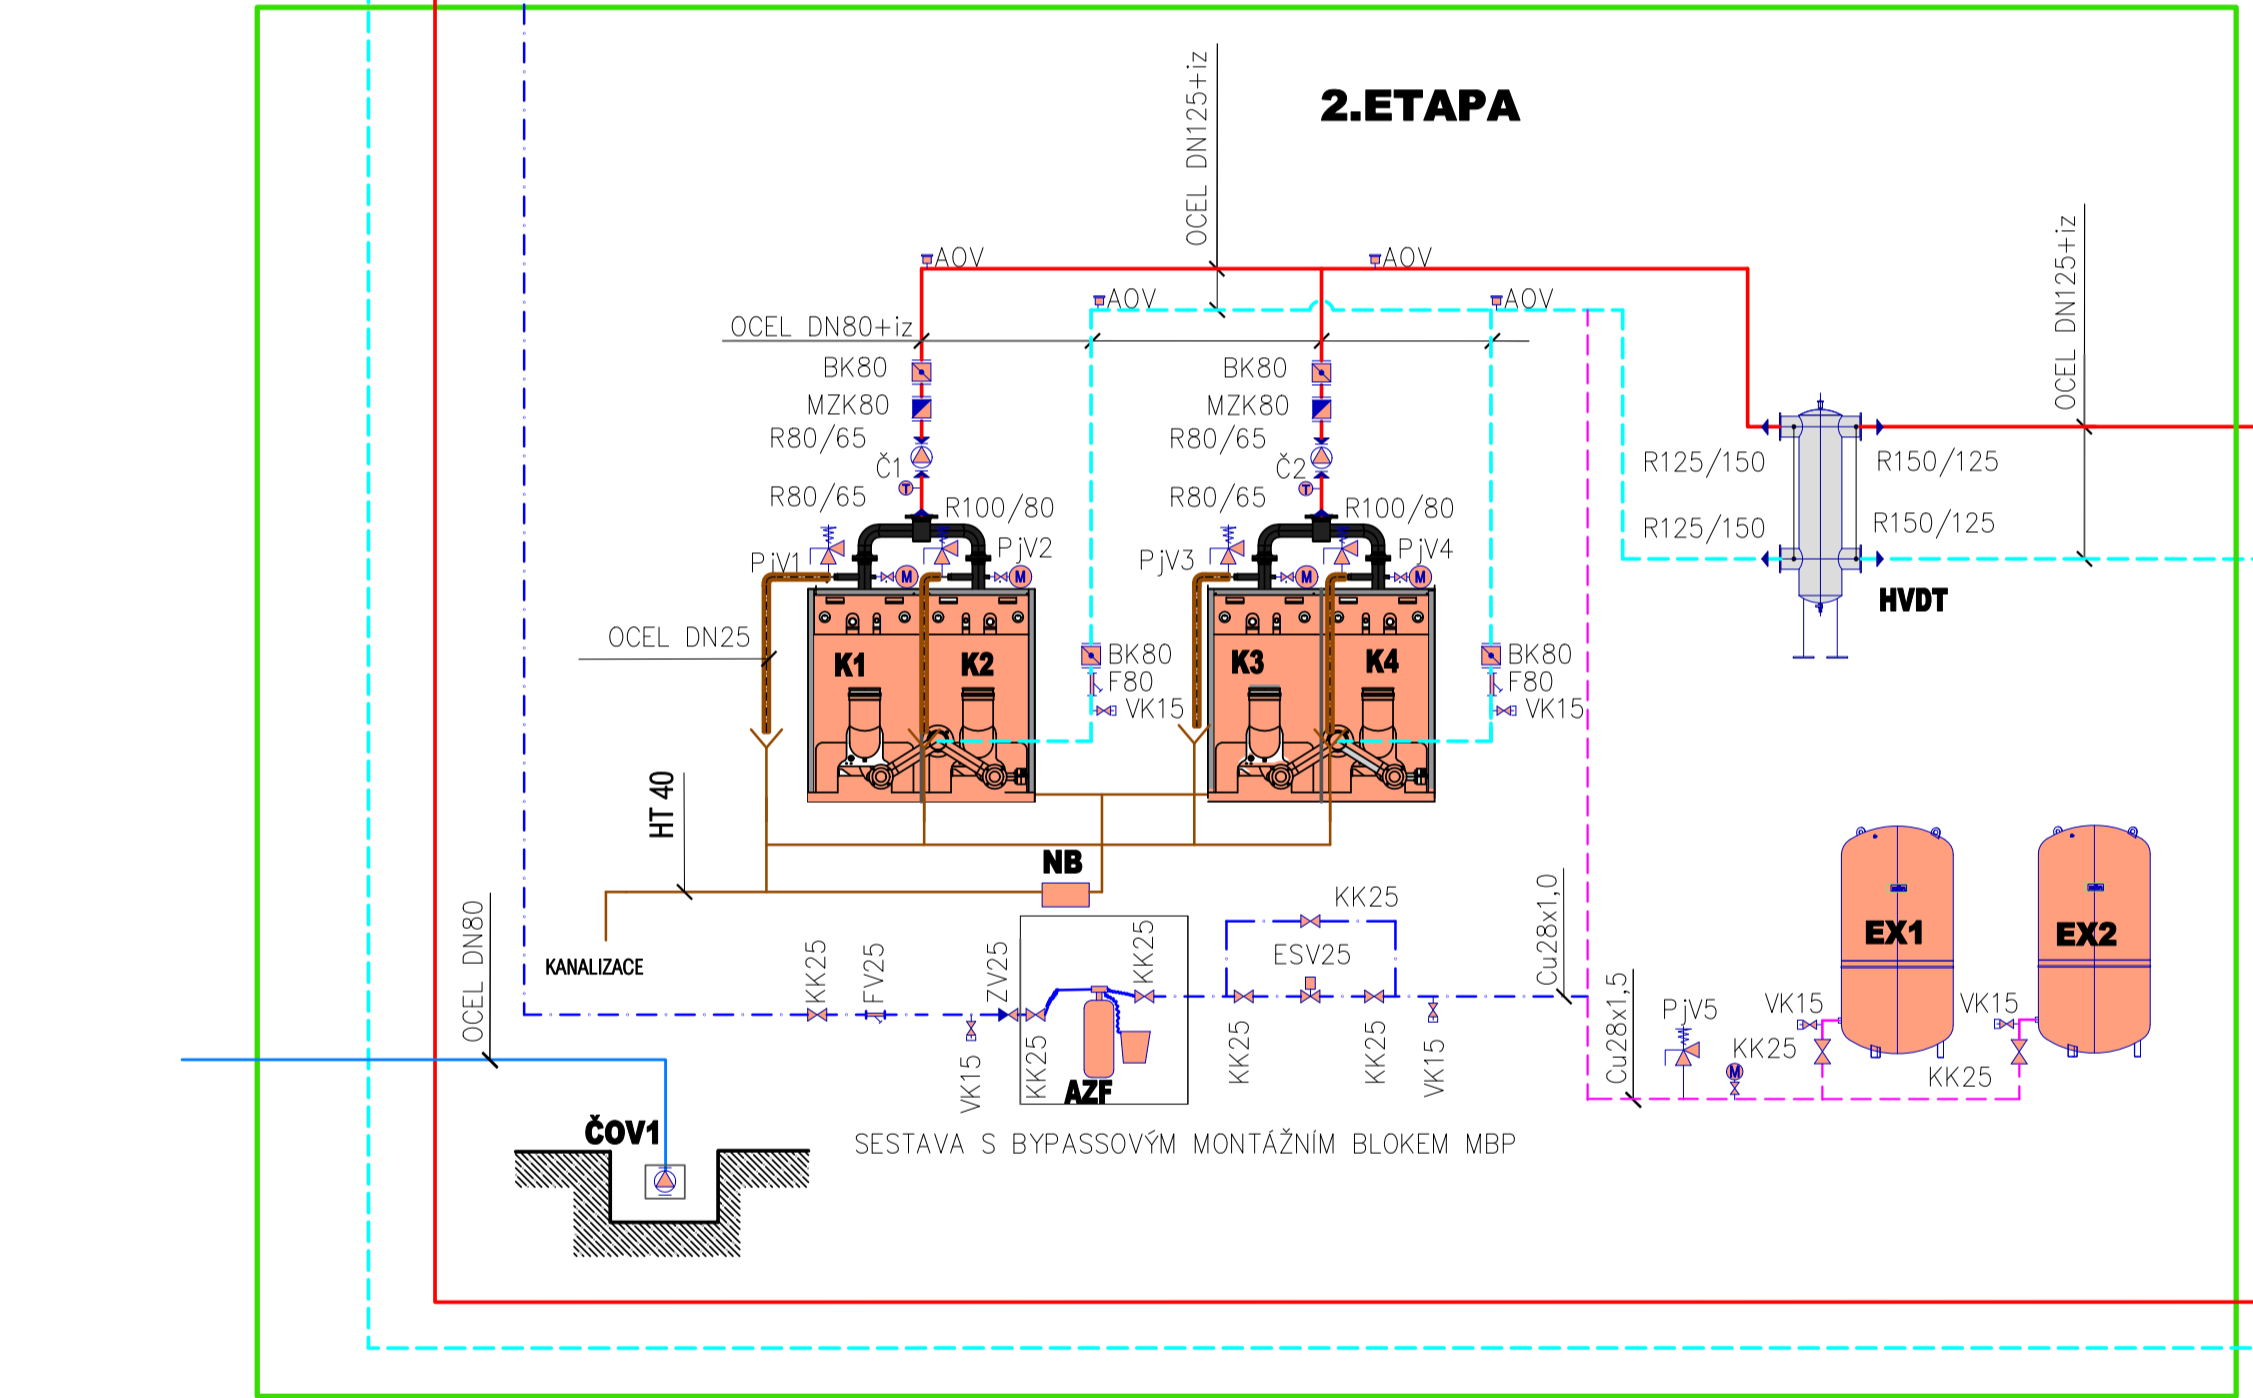 OCEL DN125+iz
2.ETAPA
OCEL DN125+iz
AOV
AOV
AOV
AOV
OCEL DN80+iz
BK80
BK80
MZK80
MZK80
R80/65
R80/65
Č1
Č2
T
T
R125/150
R150/125
R80/65
R100/80
R80/65
R100/80
R125/150
R150/125
PjV1
PjV2
PjV3
PjV4
M
M
M
M
HVDT
OCEL DN25
K1
K2
K3
K4
BK80
BK80
F80
F80
VK15
VK15
HT 40
NB
OCEL DN80
KANALIZACE
KK25
FV25
ZV25
KK25
KK25
ESV25
Cu28x1,0
EX1
EX2
VK15
KK25
AZF
KK25
KK25
VK15
Cu28x1,5
PjV5
M
VK15
VK15
KK25
KK25
ČOV1
SESTAVA S BYPASSOVÝM MONTÁŽNÍM BLOKEM MBP